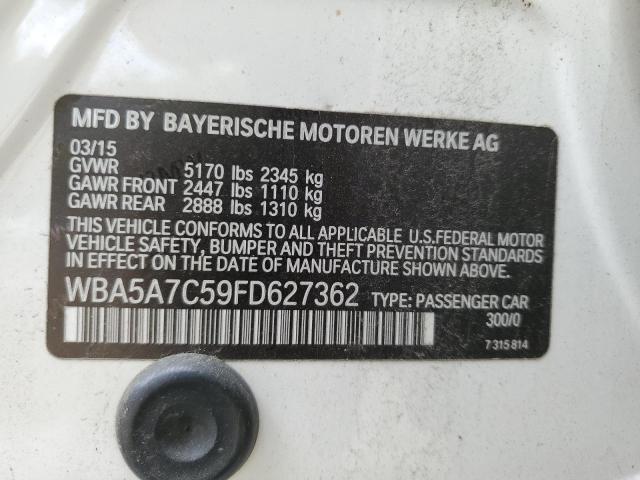 MFD BY BAYERISCHE MOTOREN WERKE AG
03/15
GVWR 5170 lbs 2345 kg
GAWR FRONT 2447 lbs 1110 kg
GAWR REAR 2888 lbs 1310 kg
THIS VEHICLE CONFORMS TO ALL APPLICABLE U.S.FEDERAL MOTOR
VEHICLE SAFETY, BUMPER AND THEFT PREVENTION STANDARDS
IN EFFECT ON THE DATE OF MANUFACTURE SHOWN ABOVE.
WBA5A7C59FD627362 TYPE: PASSENGER CAR
300/0
7 315 814